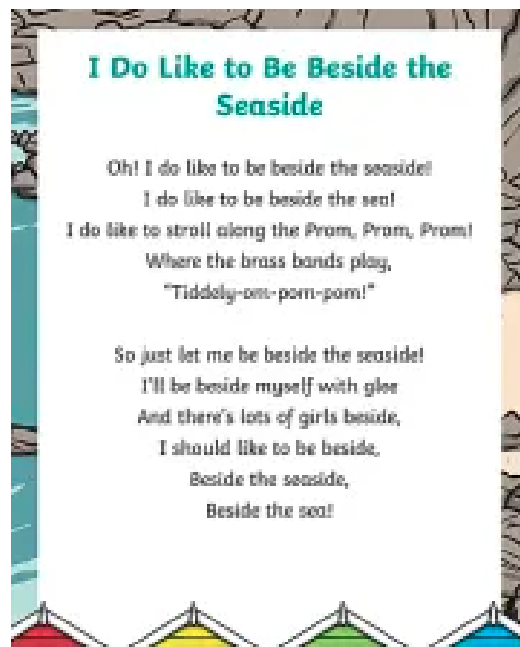 I Do Like to Be Beside the
Seaside
Oh! I do like to be beside the seaside!
I do like to be beside the sea!
I do like to stroll along the Prom, Prom, Prom!
Where the brass bands play,
"Tiddely-om-pom-pom!"
So just let me be beside the seaside!
I'll be beside myself with glee
And there's lots of girls beside,
I should like to be beside,
Beside the seaside,
Beside the sea!